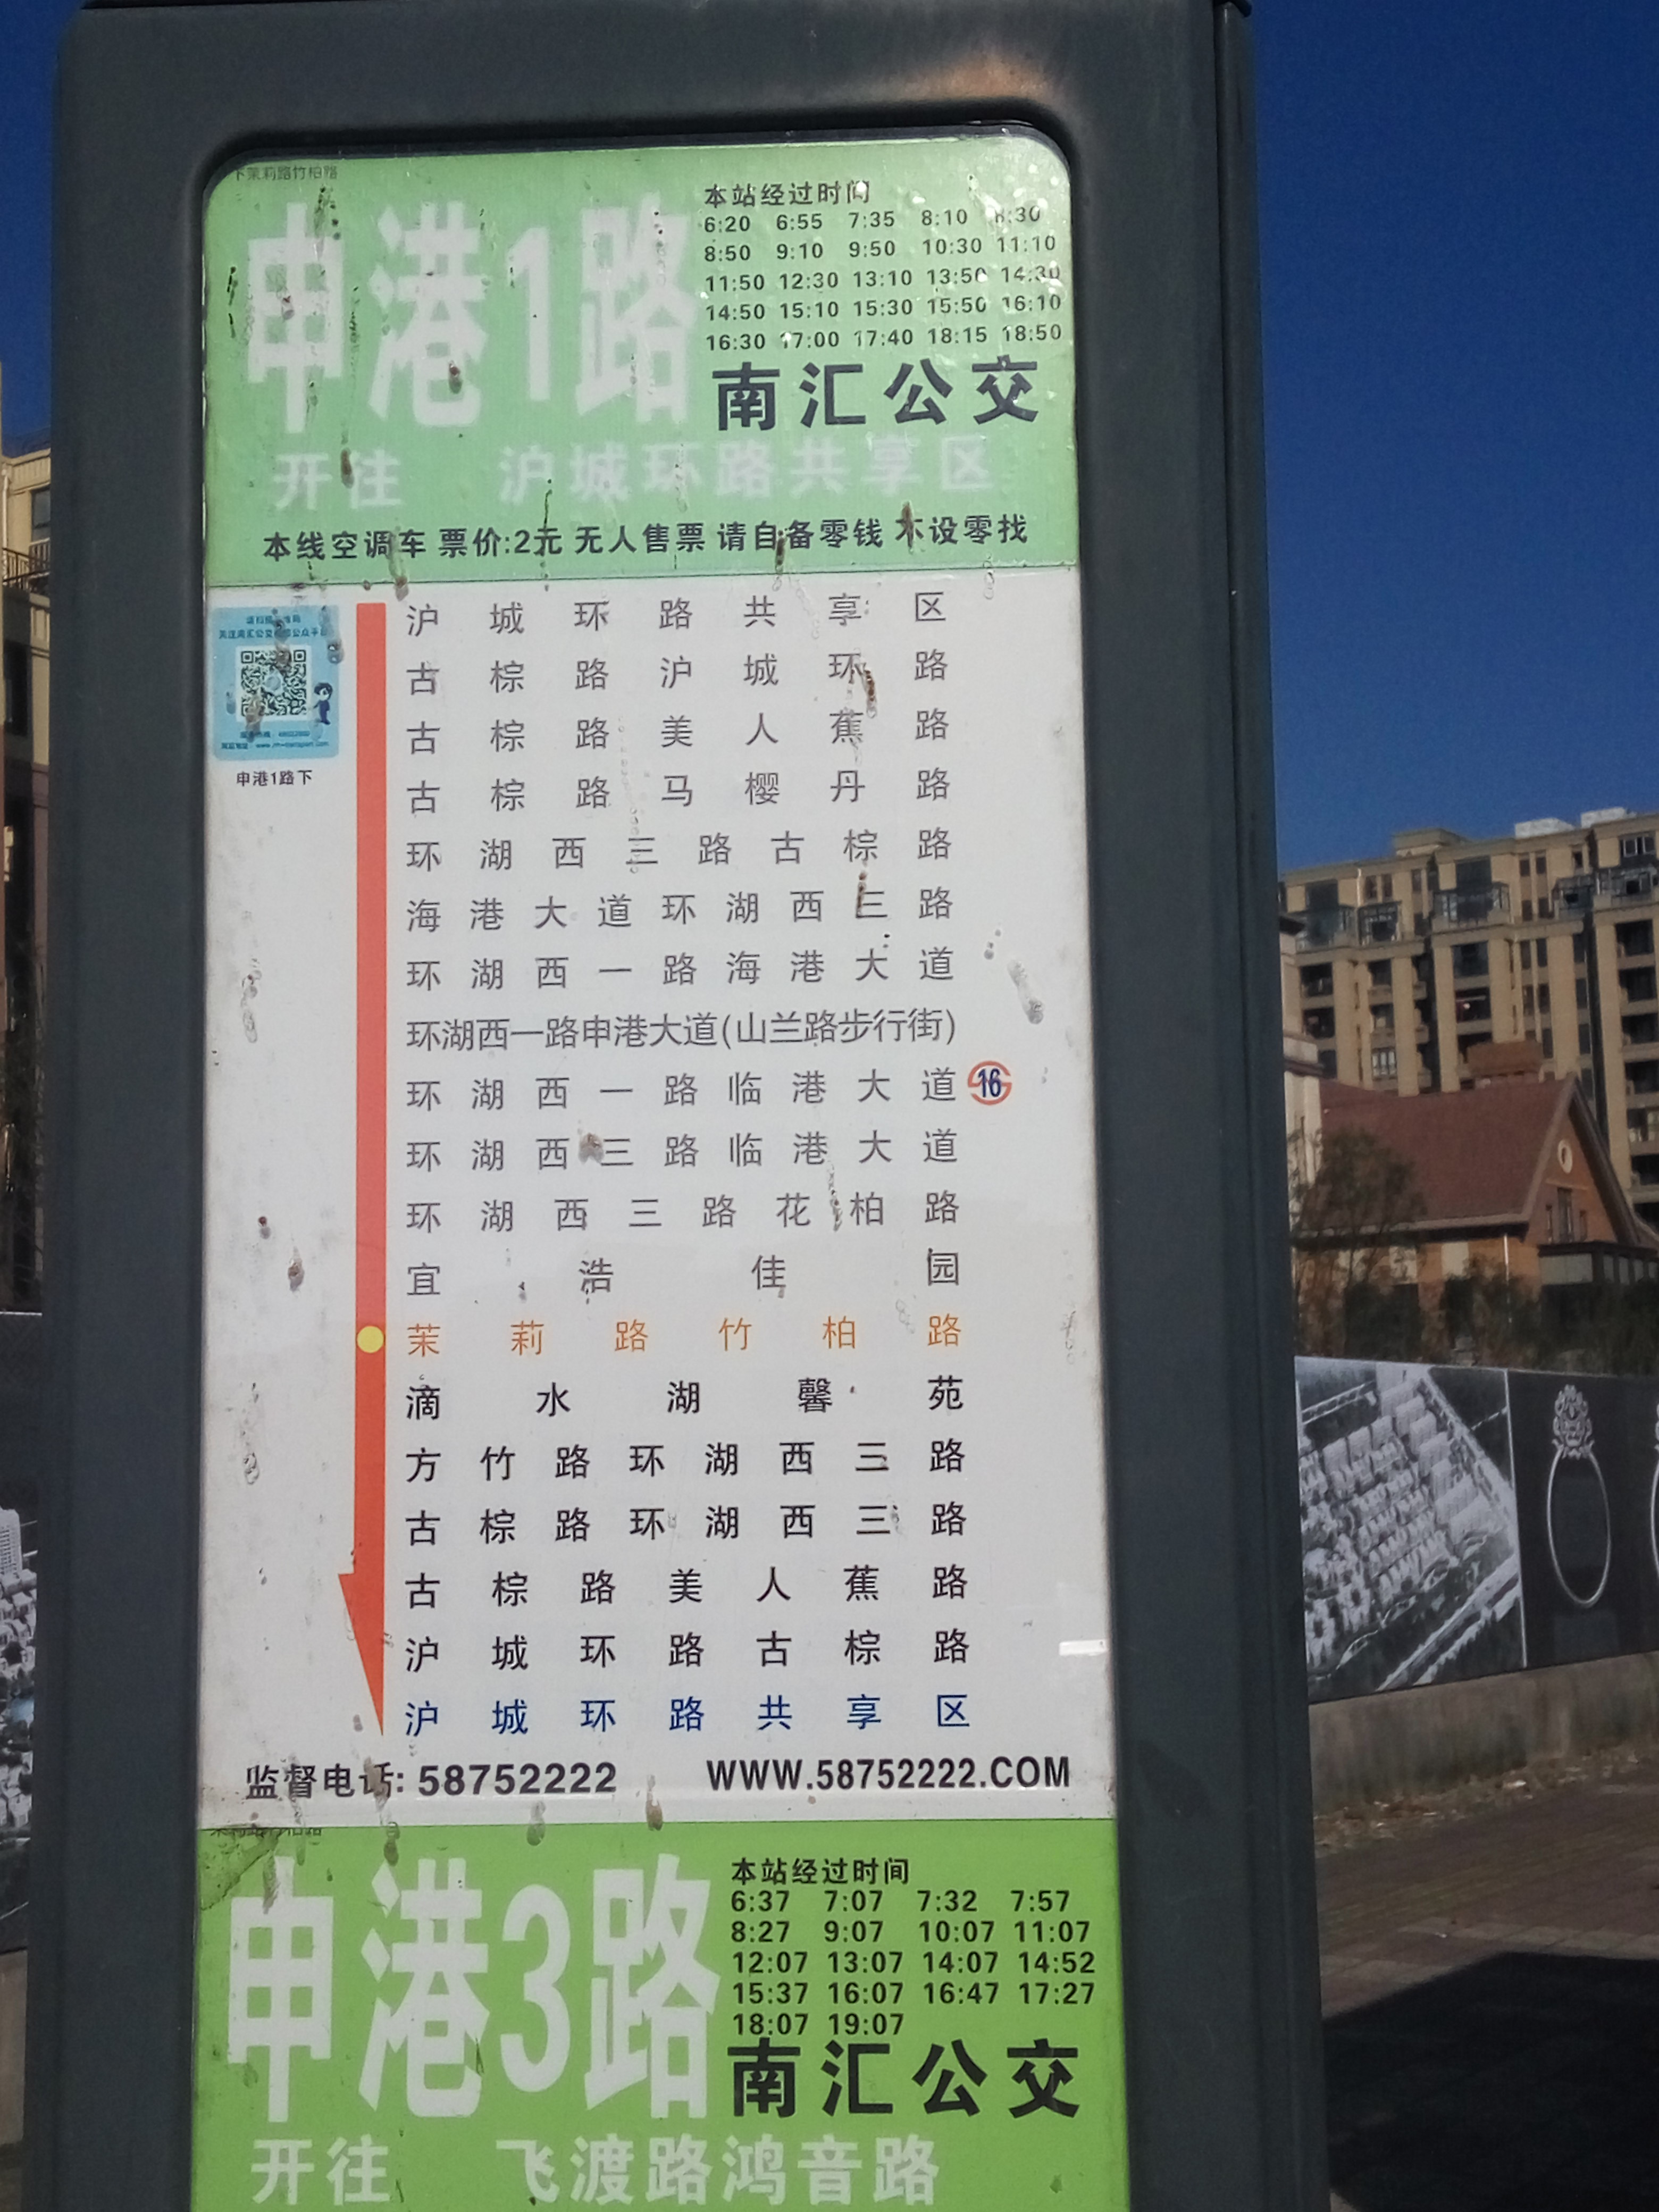 下茉莉路竹柏路
申港1路
本站经过时间
6:20 6:55 7:35 8:10 8:30
8:50 9:10 9:50 10:30 11:10
11:50 12:30 13:10 13:50 14:30
14:50 15:10 15:30 15:50 16:10
16:30 17:00 17:40 18:15 18:50
南汇公交
开往 沪城环路共享区
本线空调车 票价:2元 无人售票 请自备零钱 不设零找
申港1路下
沪城环路共享区
古棕路沪城环路
古棕路美人蕉路
古棕路马樱丹路
环湖西三路古棕路
海港大道环湖西三路
环湖西一路海港大道
环湖西一路申港大道(山兰路步行街)
环湖西一路临港大道 16
环湖西三路临港大道
环湖西三路花柏路
宜浩佳园
茉莉路竹柏路
滴水湖馨苑
方竹路环湖西三路
古棕路环湖西三路
古棕路美人蕉路
沪城环路古棕路
沪城环路共享区
监督电话: 58752222 WWW.58752222.COM
申港3路
本站经过时间
6:37 7:07 7:32 7:57
8:27 9:07 10:07 11:07
12:07 13:07 14:07 14:52
15:37 16:07 16:47 17:27
18:07 19:07
南汇公交
开往 飞渡路鸿音路